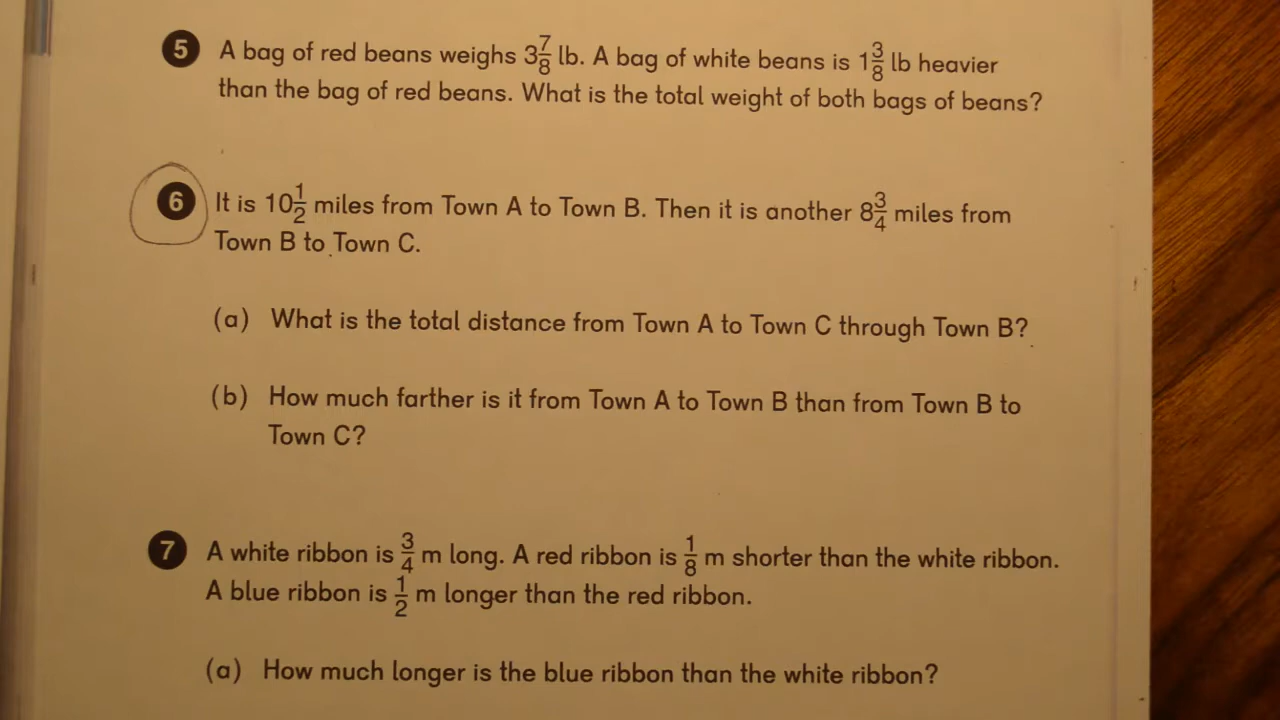 5 A bag of red beans weighs 3 7/8 lb. A bag of white beans is 1 3/8 lb heavier
than the bag of red beans. What is the total weight of both bags of beans?
6 It is 10 1/2 miles from Town A to Town B. Then it is another 8 3/4 miles from
Town B to Town C.
(a) What is the total distance from Town A to Town C through Town B?
(b) How much farther is it from Town A to Town B than from Town B to
Town C?
7 A white ribbon is 3/4 m long. A red ribbon is 1/8 m shorter than the white ribbon.
A blue ribbon is 1/2 m longer than the red ribbon.
(a) How much longer is the blue ribbon than the white ribbon?